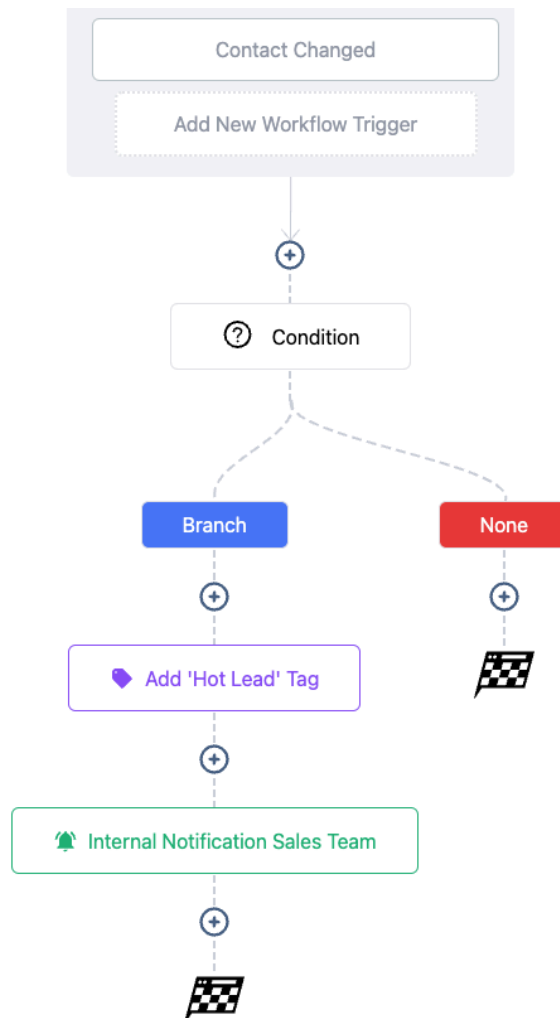 Contact Changed
Add New Workflow Trigger
Condition
Branch
None
Add 'Hot Lead' Tag
Internal Notification Sales Team